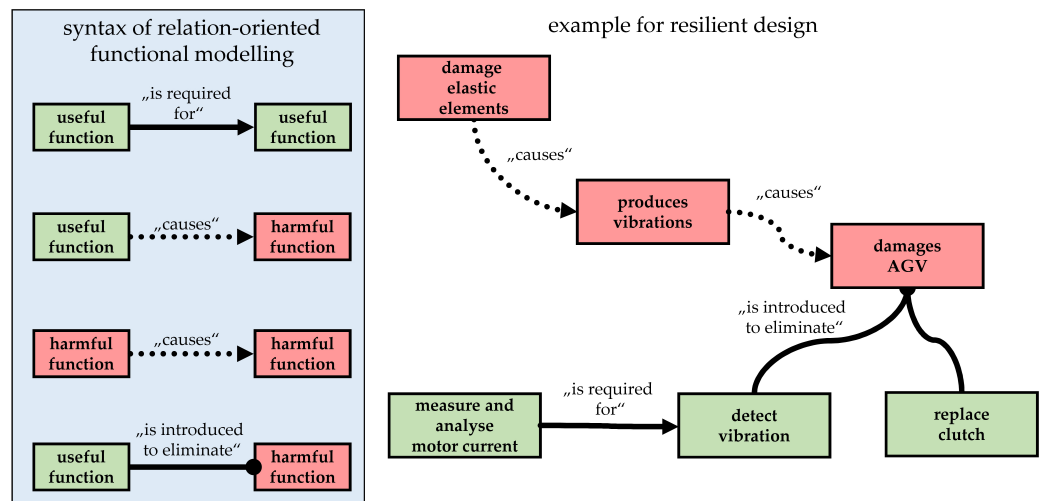 syntax of relation-oriented
functional modelling
„is required
for“
useful
function
useful
function
useful
function
„causes“
harmful
function
harmful
function
„causes“
harmful
function
„is introduced
to eliminate“
useful
function
harmful
function
example for resilient design
damage
elastic
elements
„causes“
produces
vibrations
„causes“
damages
AGV
„is introduced
to eliminate“
measure and
analyse
motor current
„is required
for“
detect
vibration
replace
clutch